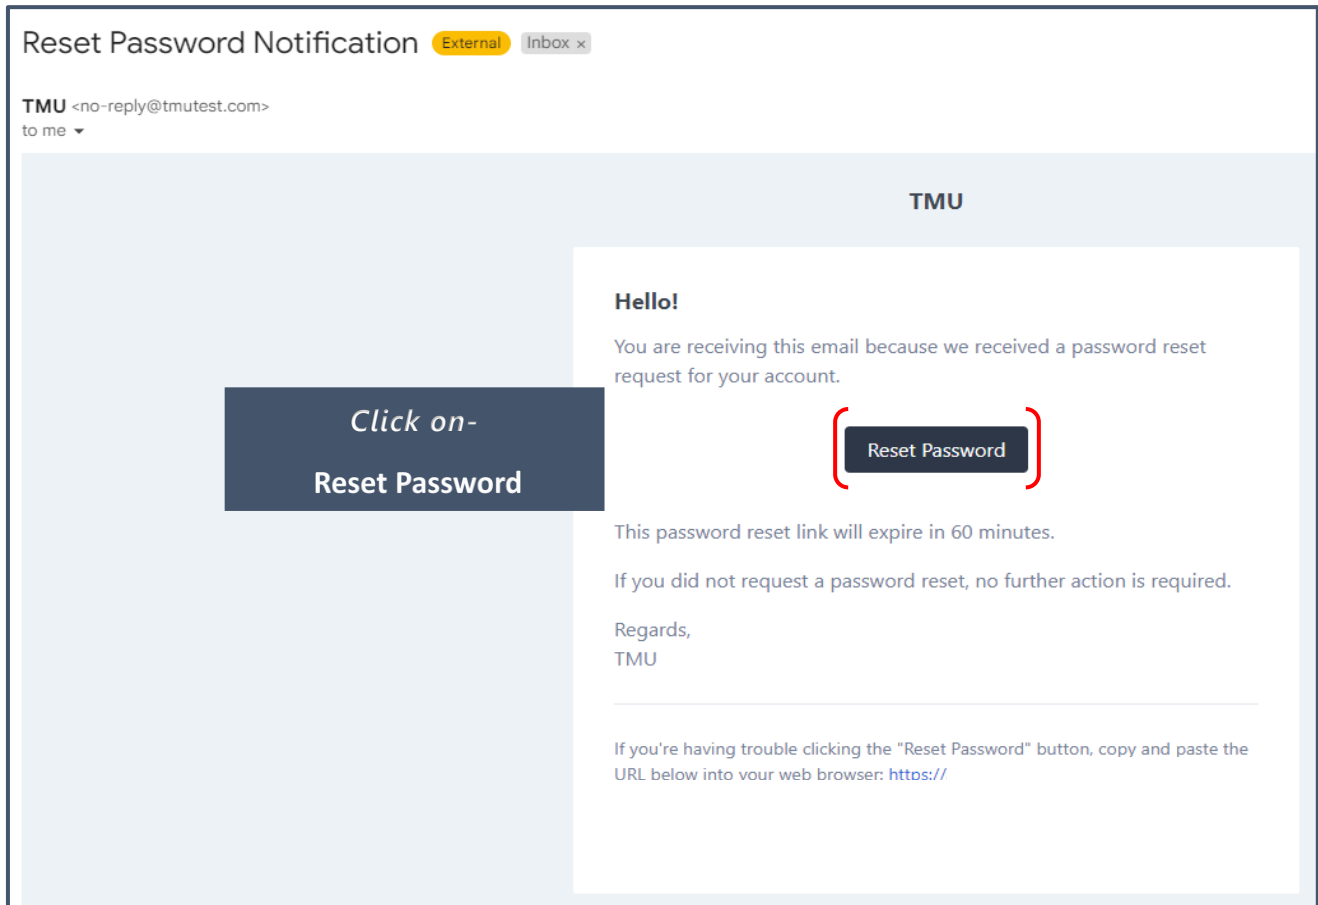 Reset Password Notification External Inbox ×
TMU <no-reply@tmutest.com>
to me
TMU
Hello!
You are receiving this email because we received a password reset
request for your account.
Click on-
Reset Password
Reset Password
This password reset link will expire in 60 minutes.
If you did not request a password reset, no further action is required.
Regards,
TMU
If you're having trouble clicking the "Reset Password" button, copy and paste the
URL below into your web browser: https://